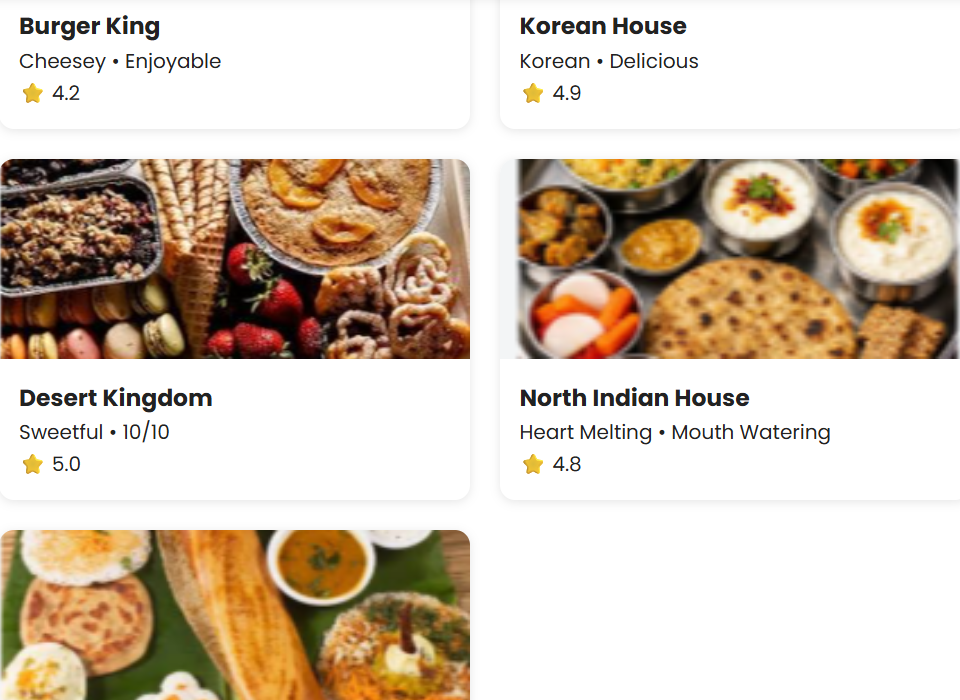 Burger King
Cheesey • Enjoyable
⭐ 4.2
Korean House
Korean • Delicious
⭐ 4.9
Desert Kingdom
Sweetful • 10/10
⭐ 5.0
North Indian House
Heart Melting • Mouth Watering
⭐ 4.8